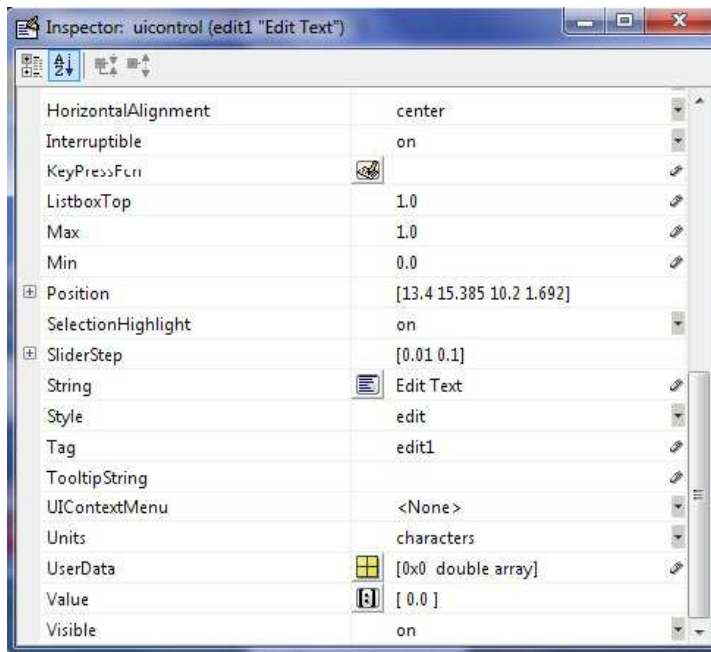 Inspector: uicontrol (edit1 "Edit Text")
HorizontalAlignment center
Interruptible on
KeyPressFcn
ListboxTop 1.0
Max 1.0
Min 0.0
Position [13.4 15.385 10.2 1.692]
SelectionHighlight on
SliderStep [0.01 0.1]
String Edit Text
Style edit
Tag edit1
TooltipString
UIContextMenu <None>
Units characters
UserData [0x0 double array]
Value [ 0.0 ]
Visible on